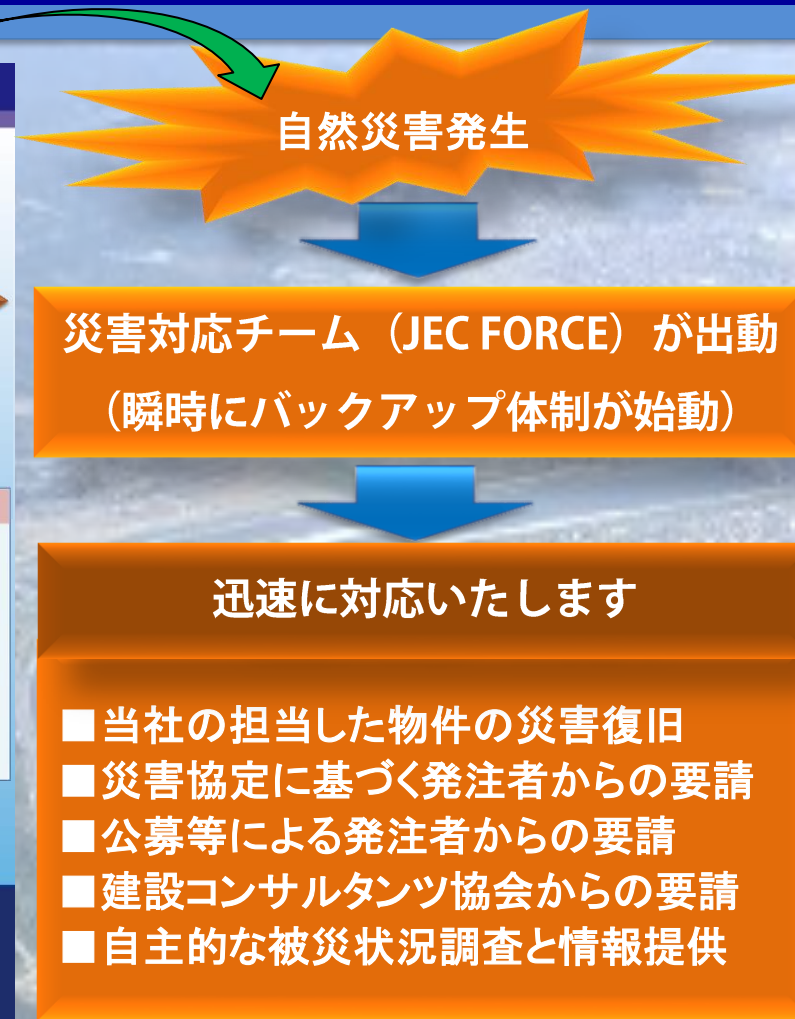 自然災害発生
災害対応チーム（JEC FORCE）が出動
（瞬時にバックアップ体制が始動）
迅速に対応いたします
■当社の担当した物件の災害復旧
■災害協定に基づく発注者からの要請
■公募等による発注者からの要請
■建設コンサルタンツ協会からの要請
■自主的な被災状況調査と情報提供